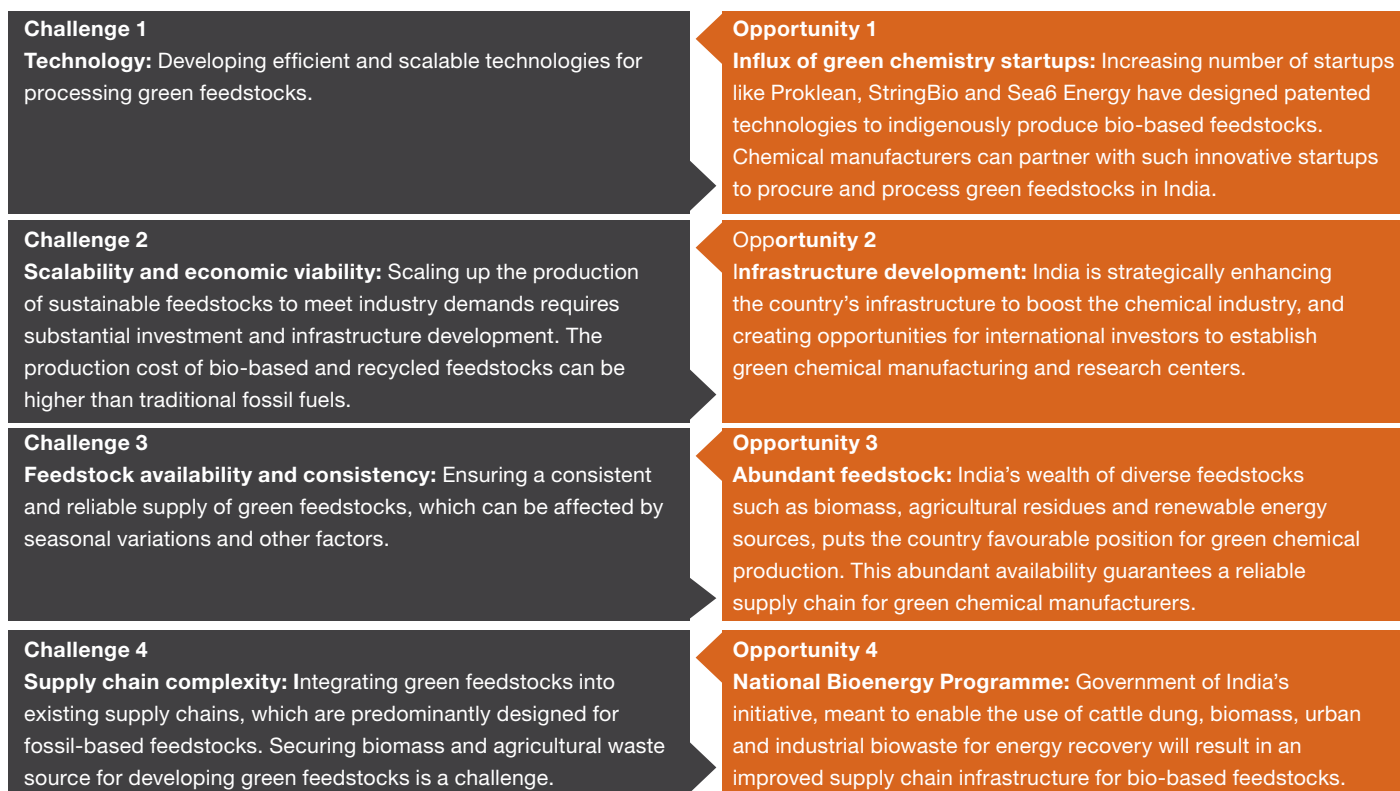 Challenge 1
Technology: Developing efficient and scalable technologies for
processing green feedstocks.
Opportunity 1
Influx of green chemistry startups: Increasing number of startups
like Proklean, StringBio and Sea6 Energy have designed patented
technologies to indigenously produce bio-based feedstocks.
Chemical manufacturers can partner with such innovative startups
to procure and process green feedstocks in India.
Challenge 2
Scalability and economic viability: Scaling up the production
of sustainable feedstocks to meet industry demands requires
substantial investment and infrastructure development. The
production cost of bio-based and recycled feedstocks can be
higher than traditional fossil fuels.
Opportunity 2
Infrastructure development: India is strategically enhancing
the country’s infrastructure to boost the chemical industry, and
creating opportunities for international investors to establish
green chemical manufacturing and research centers.
Challenge 3
Feedstock availability and consistency: Ensuring a consistent
and reliable supply of green feedstocks, which can be affected by
seasonal variations and other factors.
Opportunity 3
Abundant feedstock: India’s wealth of diverse feedstocks
such as biomass, agricultural residues and renewable energy
sources, puts the country favourable position for green chemical
production. This abundant availability guarantees a reliable
supply chain for green chemical manufacturers.
Challenge 4
Supply chain complexity: Integrating green feedstocks into
existing supply chains, which are predominantly designed for
fossil-based feedstocks. Securing biomass and agricultural waste
source for developing green feedstocks is a challenge.
Opportunity 4
National Bioenergy Programme: Government of India’s
initiative, meant to enable the use of cattle dung, biomass, urban
and industrial biowaste for energy recovery will result in an
improved supply chain infrastructure for bio-based feedstocks.